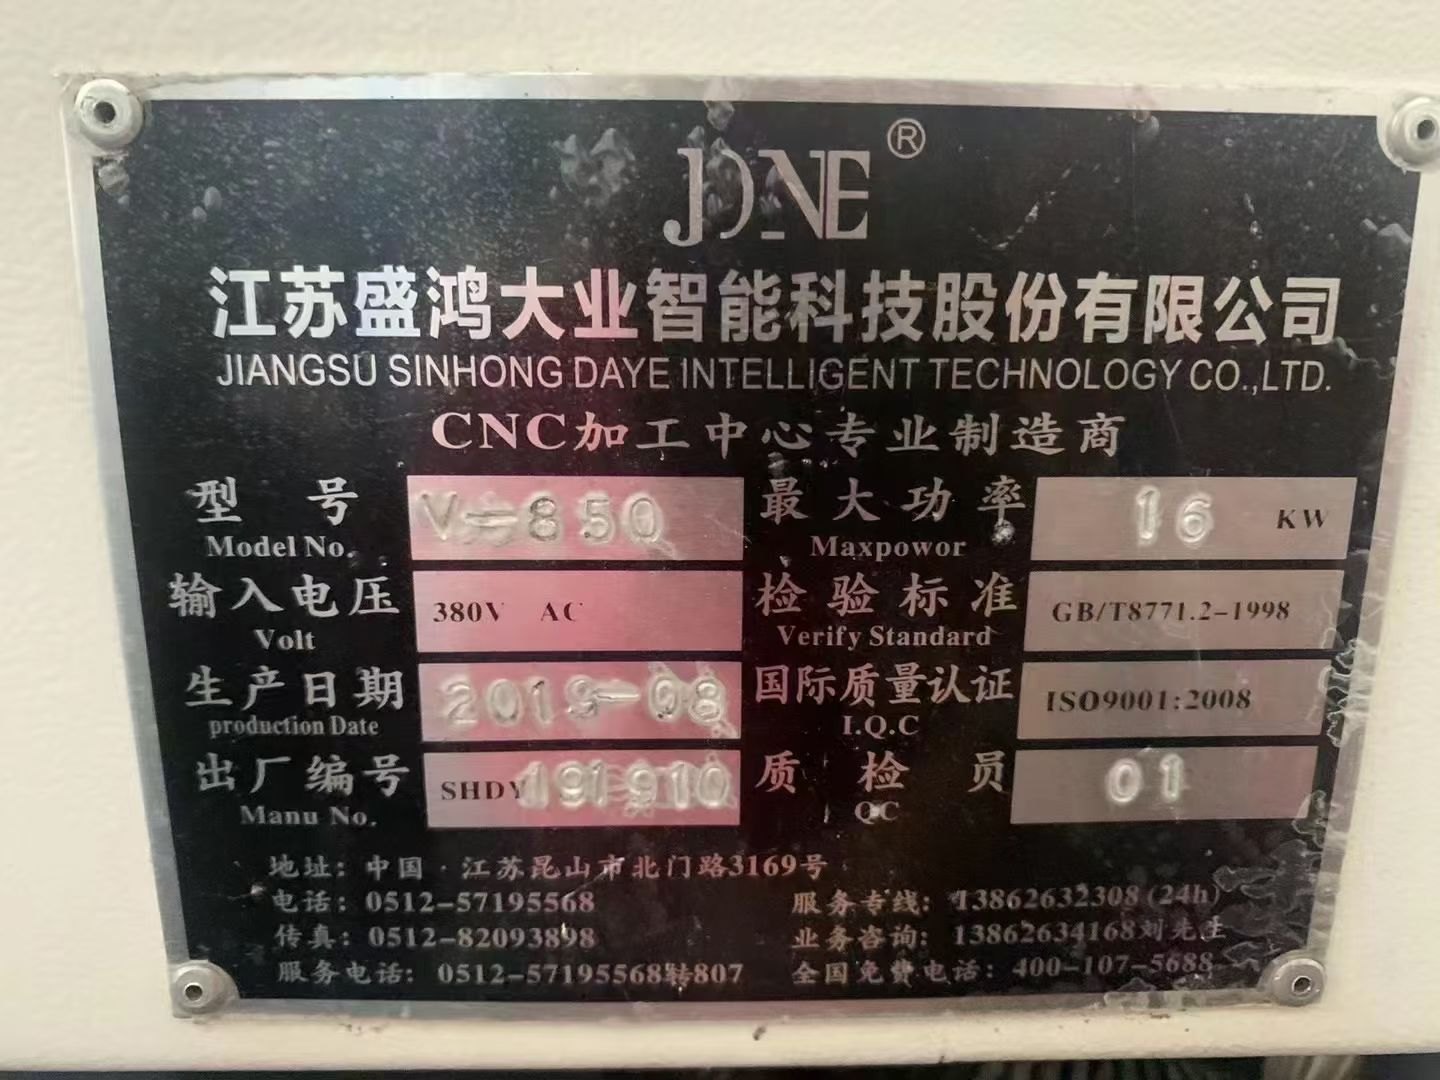 JONE®
江苏盛鸿大业智能科技股份有限公司
JIANGSU SINHONG DAYE INTELLIGENT TECHNOLOGY CO.,LTD.
CNC加工中心专业制造商
型号 V-850 最大功率 16 KW
Model No. Maxpowor
输入电压 380V AC 检验标准 GB/T8771.2-1998
Volt Verify Standard
生产日期 2019-08 国际质量认证 ISO9001:2008
production Date I.Q.C
出厂编号 SHDY191910 质检员 01
Manu No. QC
地址: 中国·江苏昆山市北门路3169号
电话: 0512-57195568 服务专线: 13862632308(24h)
传真: 0512-82093898 业务咨询: 13862634168刘先生
服务电话: 0512-57195568转807 全国免费电话: 400-107-5688